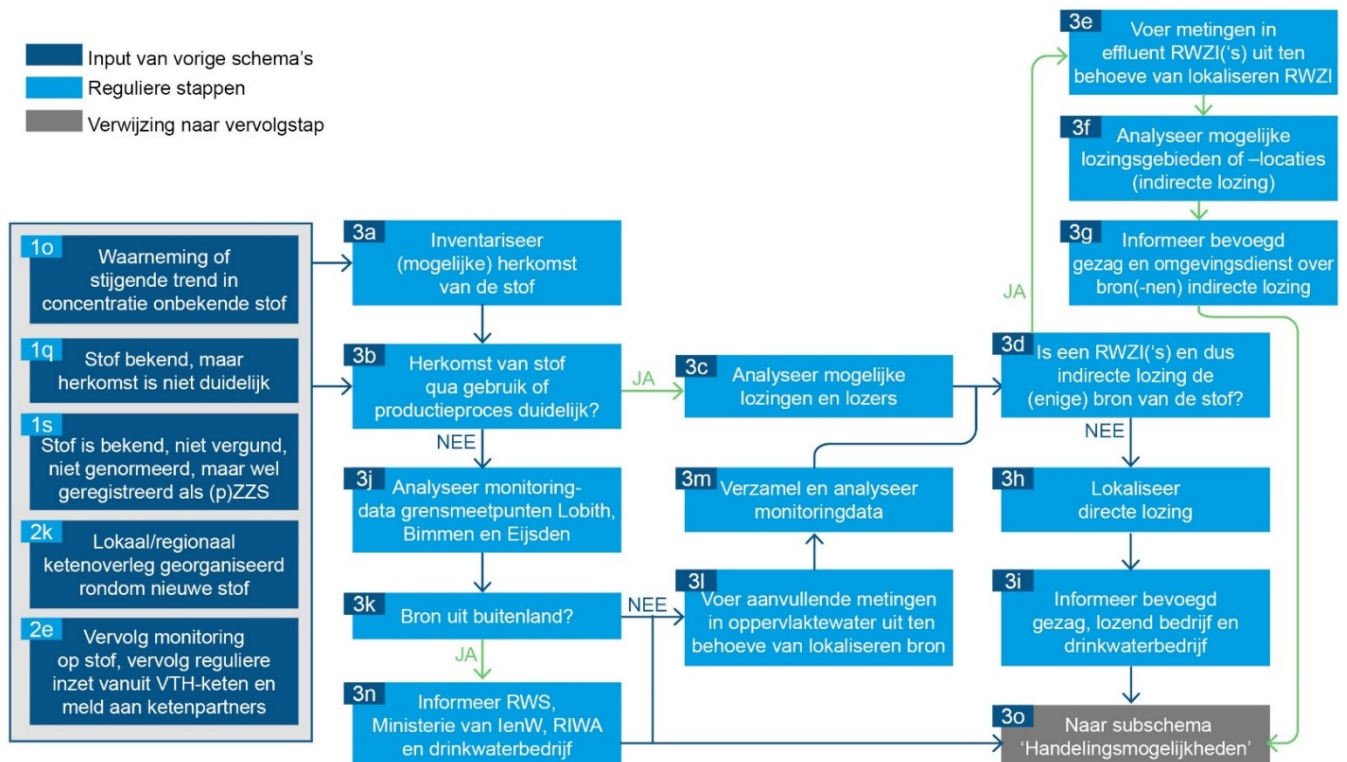 Input van vorige schema's
Reguliere stappen
Verwijzing naar vervolgstap
1o
Waarneming of
stijgende trend in
concentratie onbekende stof
1q
Stof bekend, maar
herkomst is niet duidelijk
1s
Stof is bekend, niet vergund,
niet genormeerd, maar wel
geregistreerd als (p)ZZS
2k
Lokaal/regionaal
ketenoverleg georganiseerd
rondom nieuwe stof
2e
Vervolg monitoring
op stof, vervolg reguliere
inzet vanuit VTH-keten en
meld aan ketenpartners
3a
Inventariseer
(mogelijke) herkomst
van de stof
3b
Herkomst van stof
qua gebruik of
productieproces duidelijk?
JA
NEE
3c
Analyseer mogelijke
lozingen en lozers
3d
Is een RWZI('s) en dus
indirecte lozing de
(enige) bron van de stof?
JA
NEE
3e
Voer metingen in
effluent RWZI('s) uit ten
behoeve van lokaliseren RWZI
3f
Analyseer mogelijke
lozingsgebieden of –locaties
(indirecte lozing)
3g
Informeer bevoegd
gezag en omgevingsdienst over
bron(-nen) indirecte lozing
3h
Lokaliseer
directe lozing
3i
Informeer bevoegd
gezag, lozend bedrijf en
drinkwaterbedrijf
3j
Analyseer monitoring-
data grensmeetpunten Lobith,
Bimmen en Eijsden
3k
Bron uit buitenland?
NEE
JA
3l
Voer aanvullende metingen
in oppervlaktewater uit ten
behoeve van lokaliseren bron
3m
Verzamel en analyseer
monitoringdata
3n
Informeer RWS,
Ministerie van IenW, RIWA
en drinkwaterbedrijf
3o
Naar subschema
'Handelingsmogelijkheden'